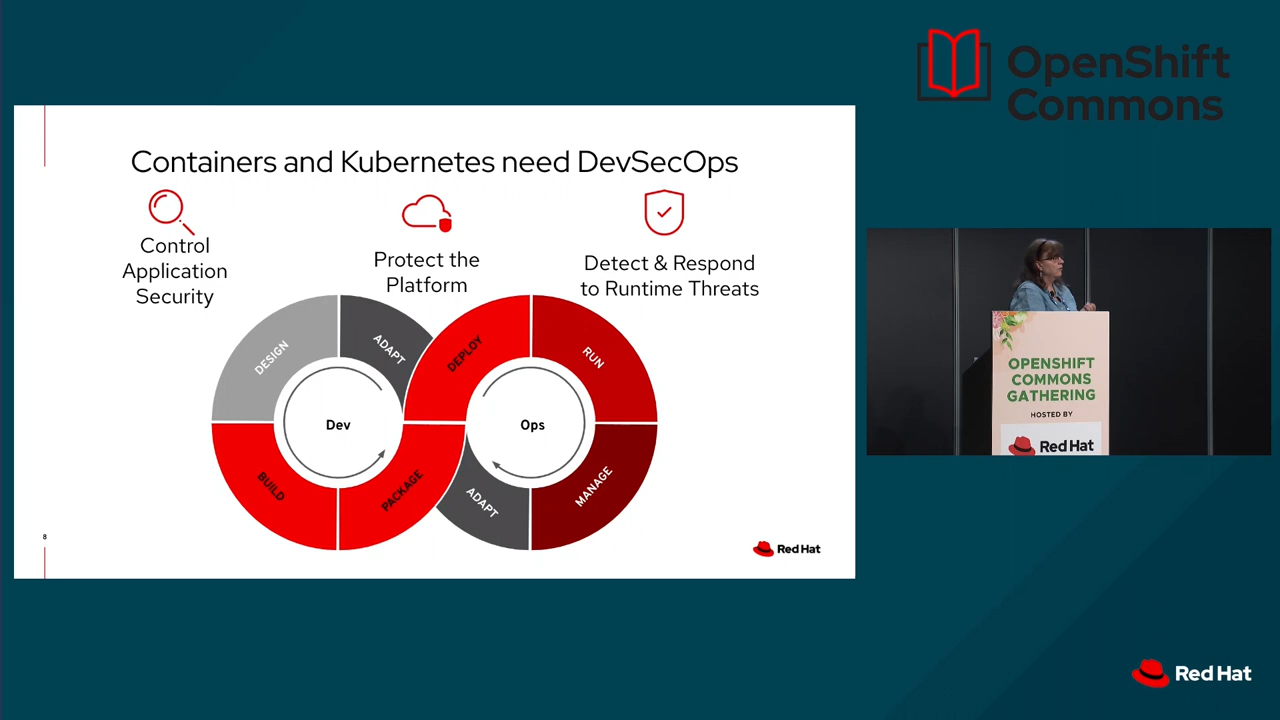 OpenShift
Commons
Containers and Kubernetes need DevSecOps
Control
Application
Security
Protect the
Platform
Detect & Respond
to Runtime Threats
DESIGN
ADAPT
DEPLOY
RUN
Dev
Ops
BUILD
PACKAGE
ADAPT
MANAGE
8
Red Hat
OPENSHIFT
COMMONS
GATHERING
HOSTED BY
Red Hat
Red Hat